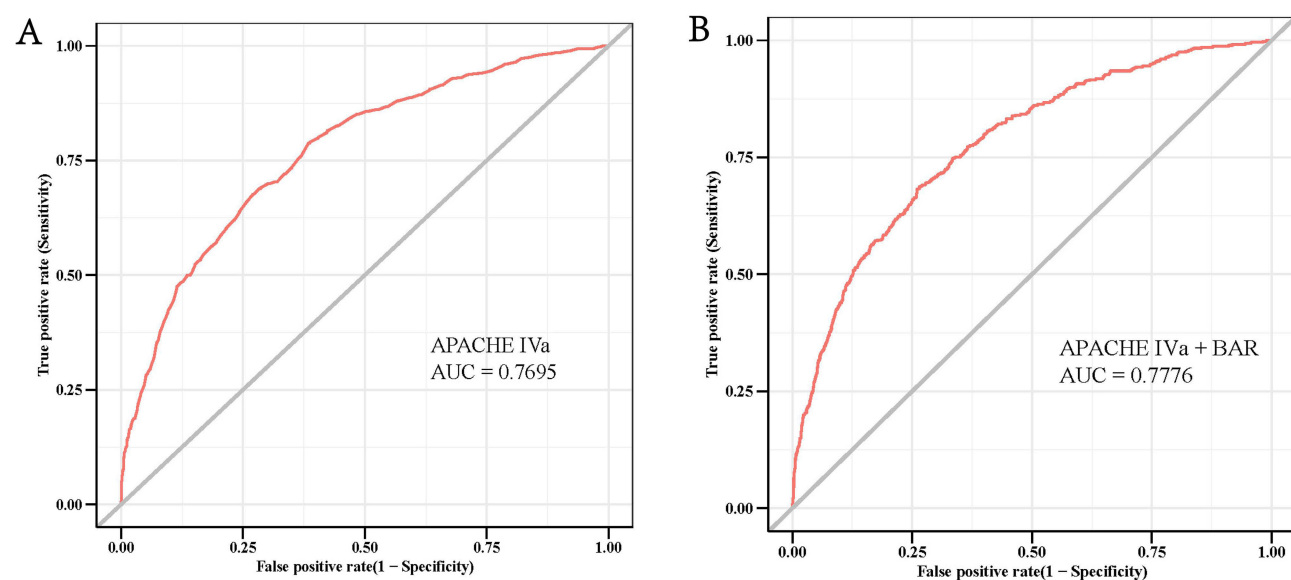 A
1.00
0.75
0.50
0.25
0.00
True positive rate (Sensitivity)
APACHE IVa
AUC = 0.7695
0.00 0.25 0.50 0.75 1.00
False positive rate(1 − Specificity)
B
1.00
0.75
0.50
0.25
0.00
True positive rate (Sensitivity)
APACHE IVa + BAR
AUC = 0.7776
0.00 0.25 0.50 0.75 1.00
False positive rate(1 − Specificity)